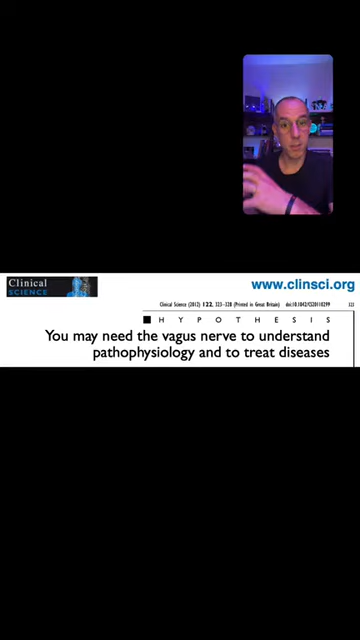 Clinical
SCIENCE
www.clinsci.org
Clinical Science (2012) 122, 323–328 (Printed in Great Britain) doi:10.1042/CS20110299 323
■ H Y P O T H E S I S
You may need the vagus nerve to understand
pathophysiology and to treat diseases